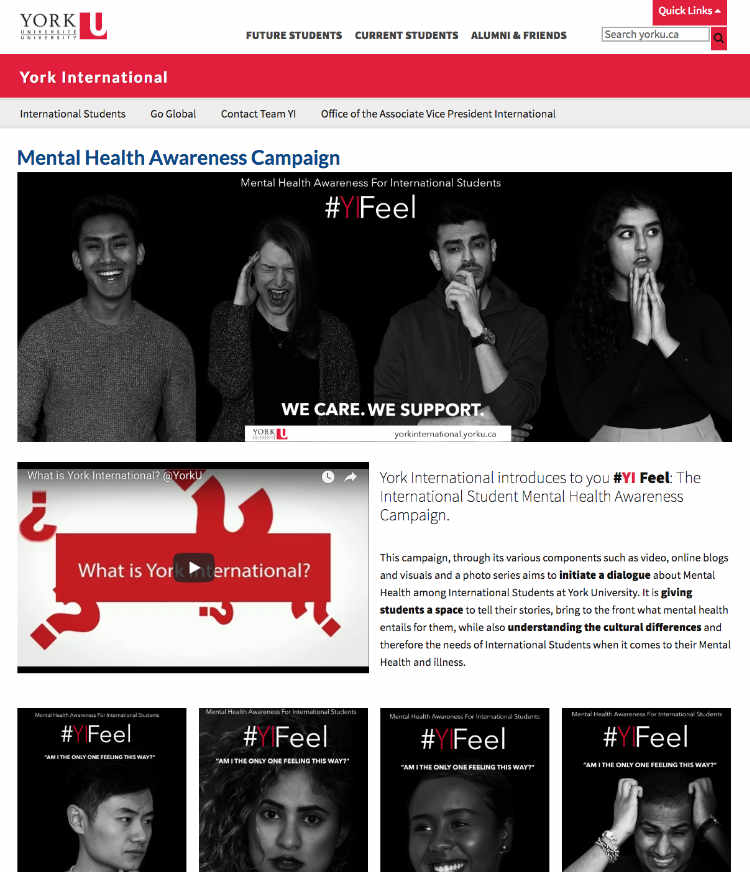 Quick Links
YORK
UNIVERSITÉ
UNIVERSITY
FUTURE STUDENTS CURRENT STUDENTS ALUMNI & FRIENDS
Search yorku.ca
York International
International Students Go Global Contact Team YI Office of the Associate Vice President International
Mental Health Awareness Campaign
Mental Health Awareness For International Students
#YIFeel
WE CARE. WE SUPPORT.
YORK
yorkinternational.yorku.ca
What is York International? @YorkU
What is York International?
York International introduces to you #YI Feel: The
International Student Mental Health Awareness
Campaign.
This campaign, through its various components such as video, online blogs
and visuals and a photo series aims to initiate a dialogue about Mental
Health among International Students at York University. It is giving
students a space to tell their stories, bring to the front what mental health
entails for them, while also understanding the cultural differences and
therefore the needs of International Students when it comes to their Mental
Health and illness.
Mental Health Awareness For International Students
#YIFeel
"AM I THE ONLY ONE FEELING THIS WAY?"
Mental Health Awareness For International Students
#YIFeel
"AM I THE ONLY ONE FEELING THIS WAY?"
Mental Health Awareness For International Students
#YIFeel
"AM I THE ONLY ONE FEELING THIS WAY?"
Mental Health Awareness For International Students
#YIFeel
"AM I THE ONLY ONE FEELING THIS WAY?"